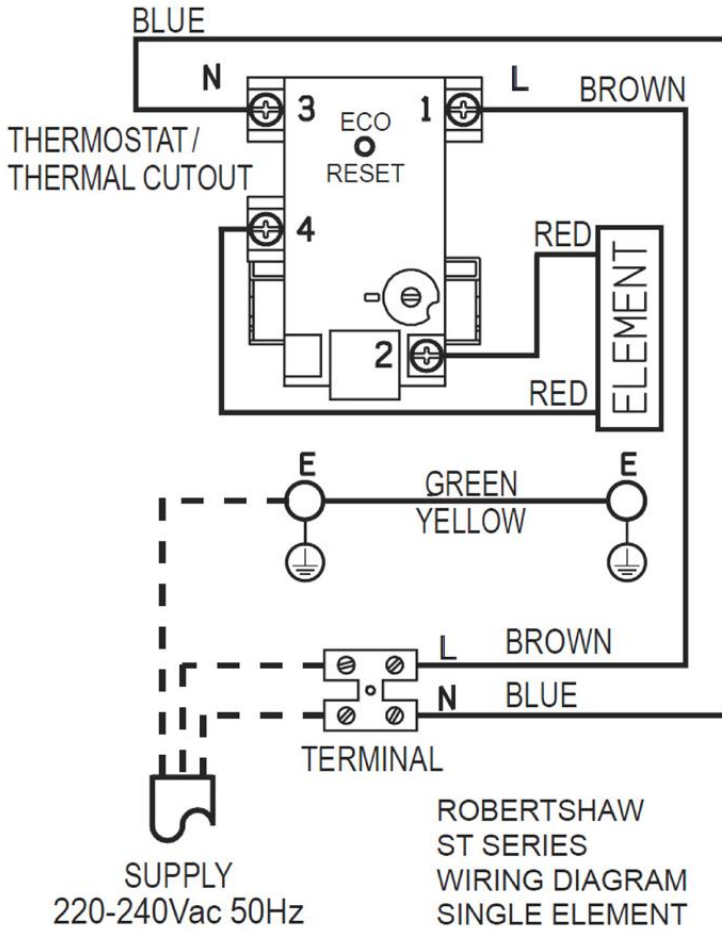 BLUE
N
L
BROWN
3
1
ECO
RESET
THERMOSTAT/
THERMAL CUTOUT
4
RED
ELEMENT
2
RED
E
E
GREEN
YELLOW
L
BROWN
N
BLUE
TERMINAL
SUPPLY
220-240Vac 50Hz
ROBERTSHAW
ST SERIES
WIRING DIAGRAM
SINGLE ELEMENT